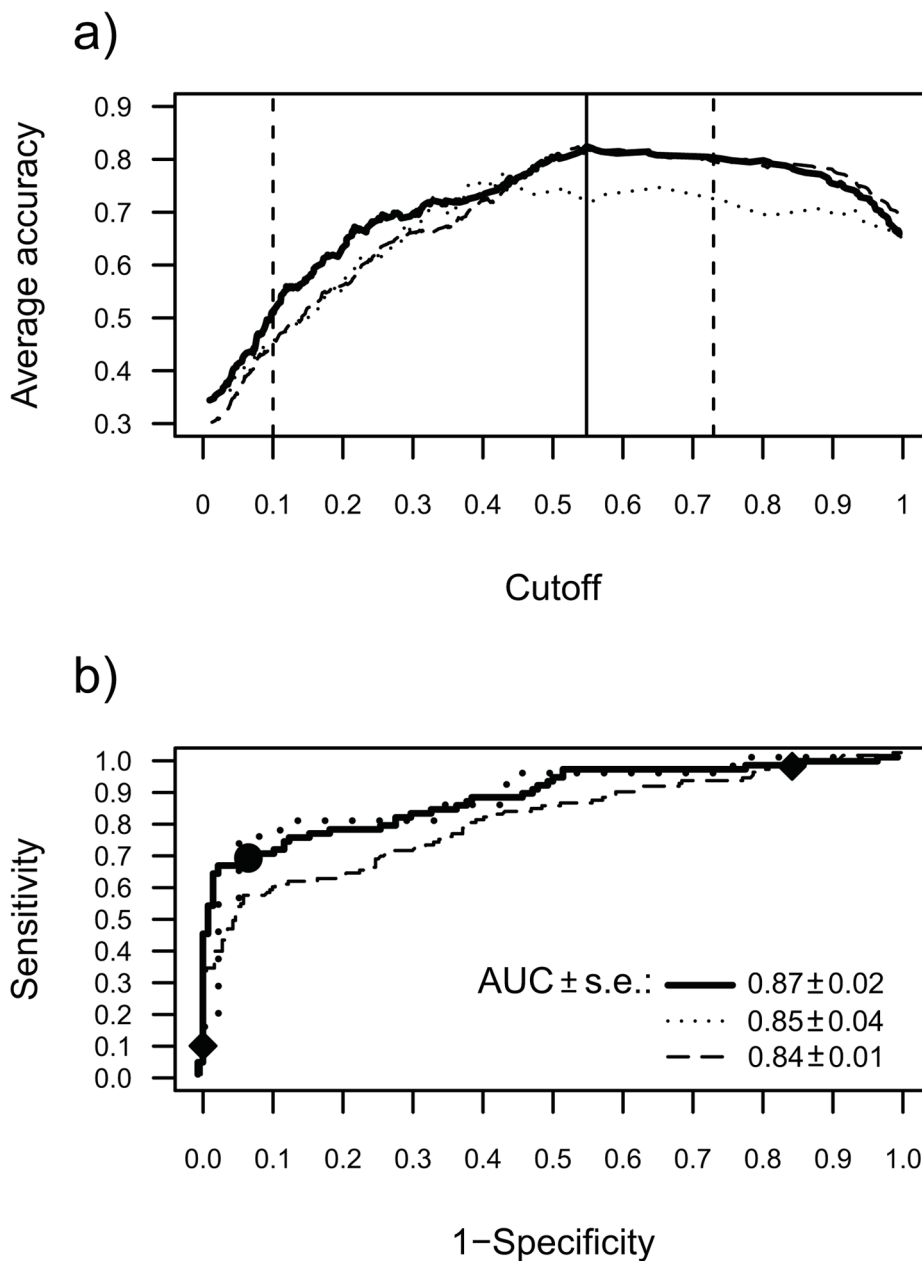 a)
Average accuracy
0.9
0.8
0.7
0.6
0.5
0.4
0.3
0 0.1 0.2 0.3 0.4 0.5 0.6 0.7 0.8 0.9 1
Cutoff
b)
Sensitivity
1.0
0.9
0.8
0.7
0.6
0.5
0.4
0.3
0.2
0.1
0.0
AUC ± s.e.: 0.87±0.02
0.85±0.04
0.84±0.01
0.0 0.1 0.2 0.3 0.4 0.5 0.6 0.7 0.8 0.9 1.0
1−Specificity